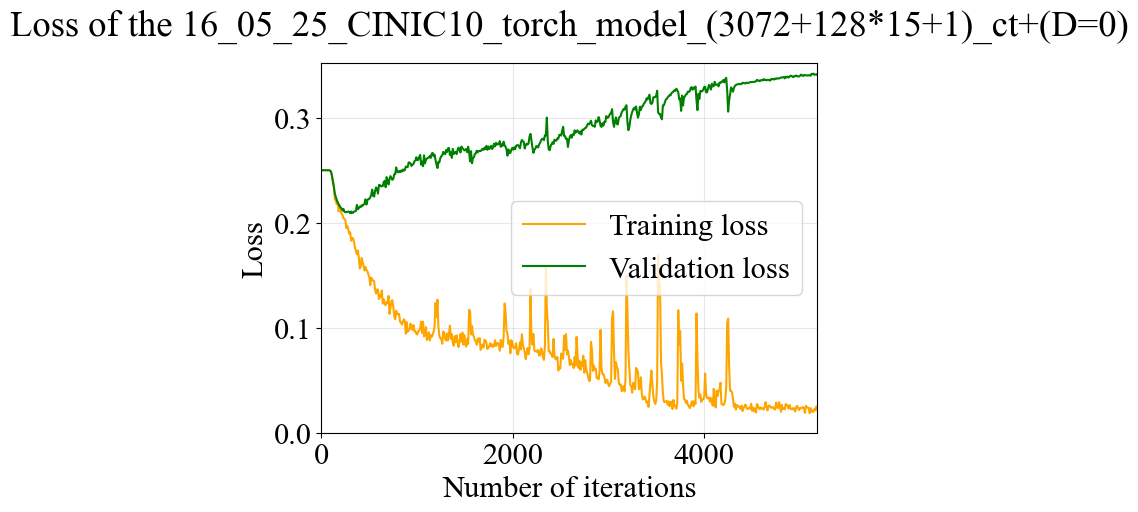 Loss of the 16_05_25_CINIC10_torch_model_(3072+128*15+1)_ct+(D=0)
0.3
0.2
0.1
0.0
Loss
Training loss
Validation loss
0
2000
4000
Number of iterations